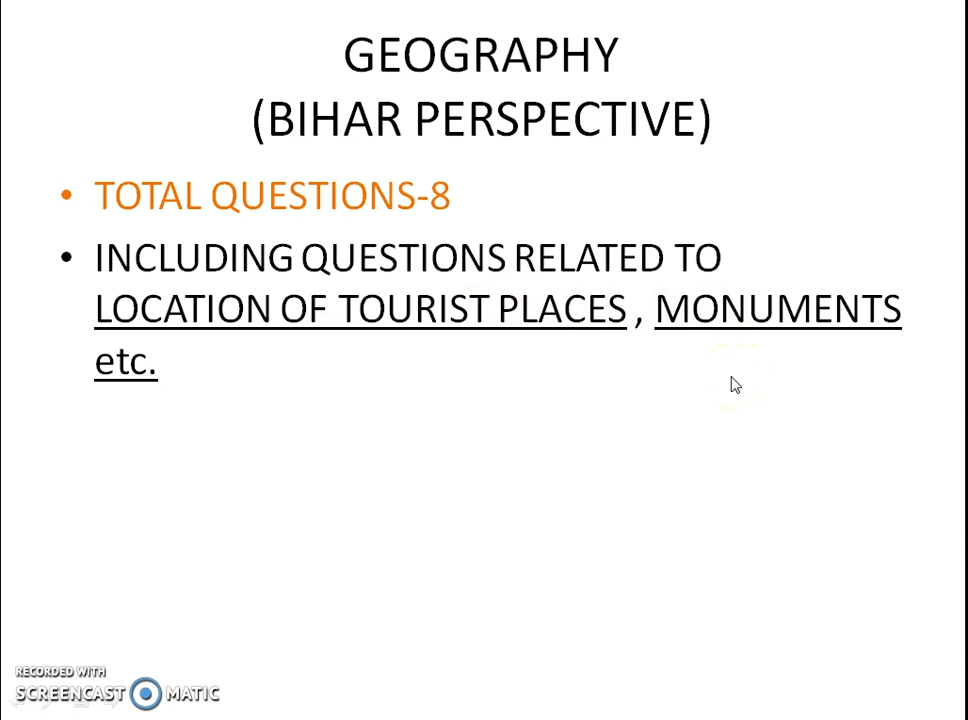 GEOGRAPHY
(BIHAR PERSPECTIVE)
• TOTAL QUESTIONS-8
• INCLUDING QUESTIONS RELATED TO
LOCATION OF TOURIST PLACES , MONUMENTS
etc.
RECORDED WITH
SCREENCAST MATIC